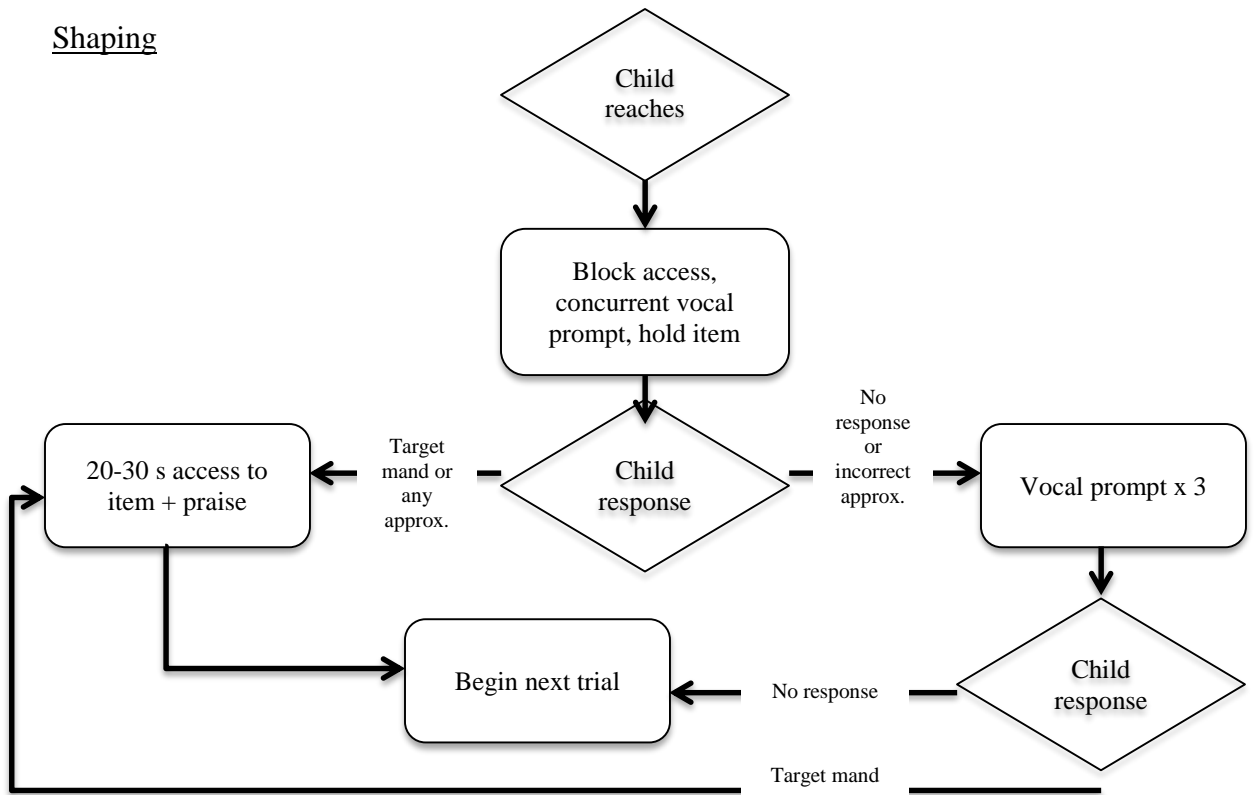 Shaping
Child
reaches
Block access,
concurrent vocal
prompt, hold item
Child
response
Target
mand or
any
approx.
No
response
or
incorrect
approx.
20-30 s access to
item + praise
Vocal prompt x 3
Child
response
No response
Begin next trial
Target mand